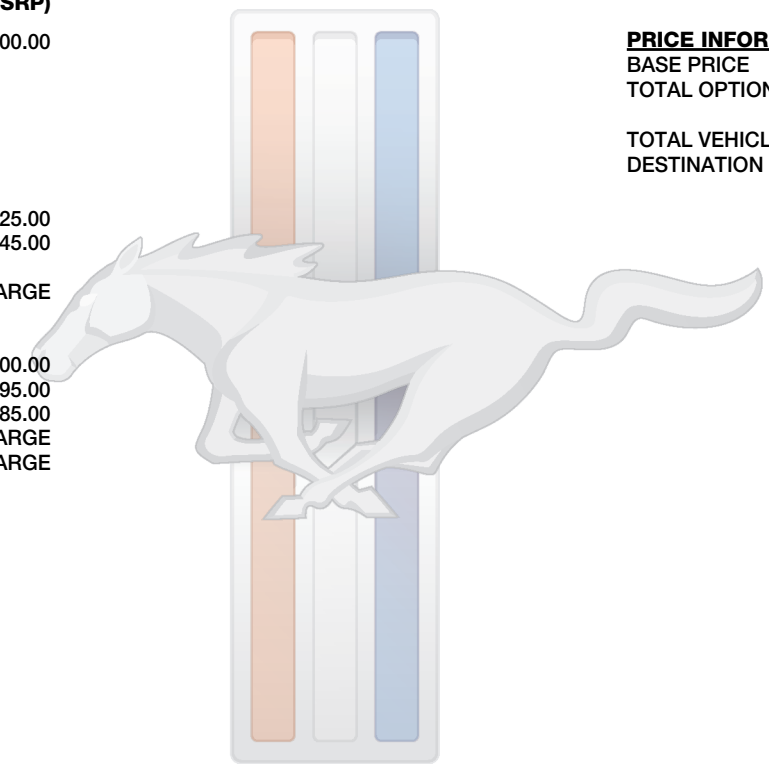 SRP)
00.00
25.00
45.00
ARGE
00.00
95.00
85.00
ARGE
ARGE
PRICE INFOR
BASE PRICE
TOTAL OPTION
TOTAL VEHICL
DESTINATION